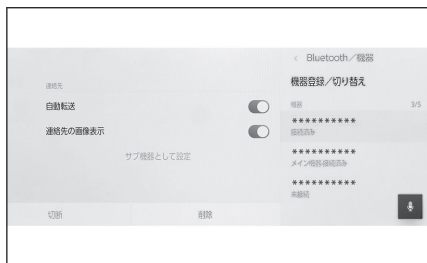 連絡先
自動転送
連絡先の画像表示
サブ機器として設定
切断
削除
< Bluetooth／機器
機器登録／切り替え
機器 3/5
**********
接続済み
**********
メイン機器-接続済み
**********
未接続